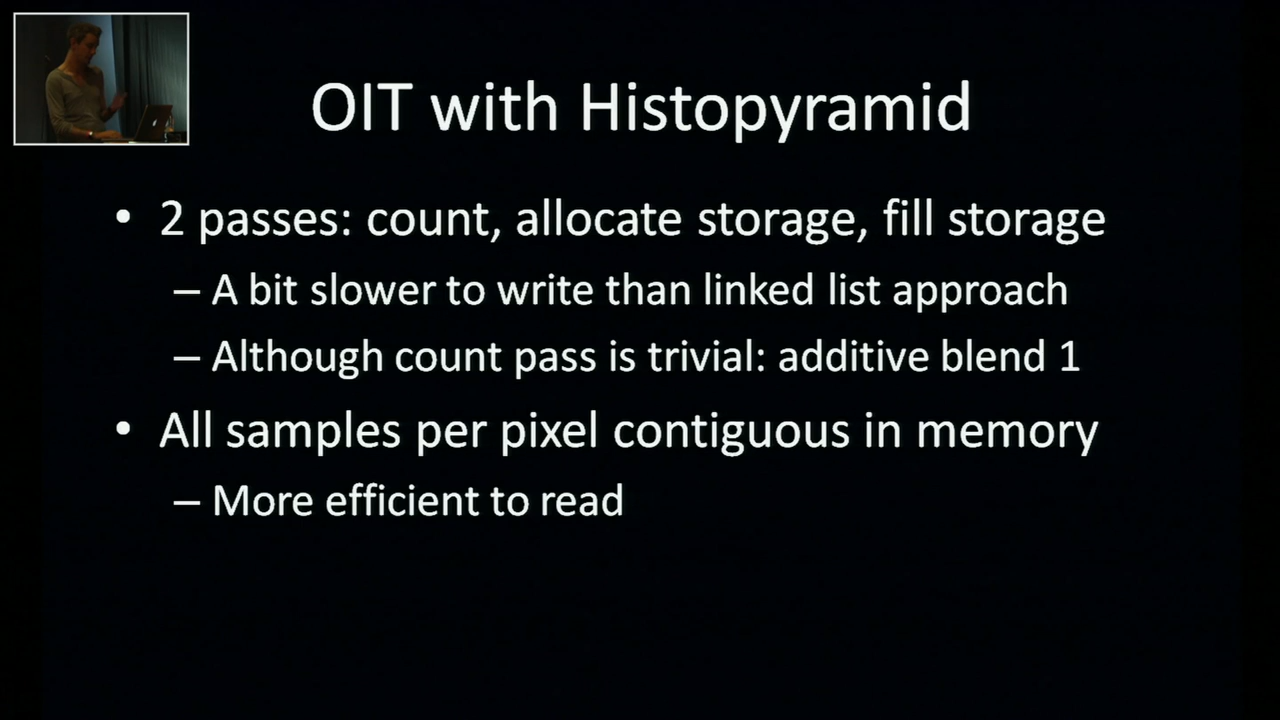 OIT with Histopyramid
• 2 passes: count, allocate storage, fill storage
– A bit slower to write than linked list approach
– Although count pass is trivial: additive blend 1
• All samples per pixel contiguous in memory
– More efficient to read